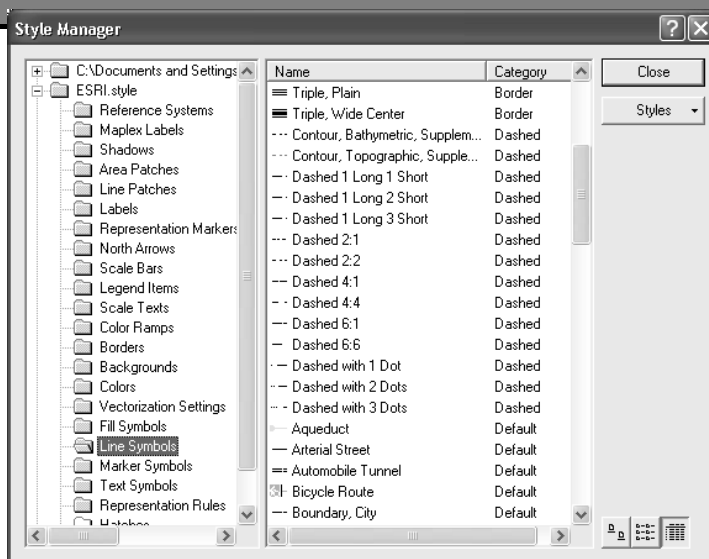 Style Manager
C:\Documents and Settings
ESRI.style
Reference Systems
Maplex Labels
Shadows
Area Patches
Line Patches
Labels
Representation Markers
North Arrows
Scale Bars
Legend Items
Scale Texts
Color Ramps
Borders
Backgrounds
Colors
Vectorization Settings
Fill Symbols
Line Symbols
Marker Symbols
Text Symbols
Representation Rules
Hatches
Name Category
Triple, Plain Border
Triple, Wide Center Border
Contour, Bathymetric, Supplem... Dashed
Contour, Topographic, Supple... Dashed
Dashed 1 Long 1 Short Dashed
Dashed 1 Long 2 Short Dashed
Dashed 1 Long 3 Short Dashed
Dashed 2:1 Dashed
Dashed 2:2 Dashed
Dashed 4:1 Dashed
Dashed 4:4 Dashed
Dashed 6:1 Dashed
Dashed 6:6 Dashed
Dashed with 1 Dot Dashed
Dashed with 2 Dots Dashed
Dashed with 3 Dots Dashed
Aqueduct Default
Arterial Street Default
Automobile Tunnel Default
Bicycle Route Default
Boundary, City Default
Close
Styles